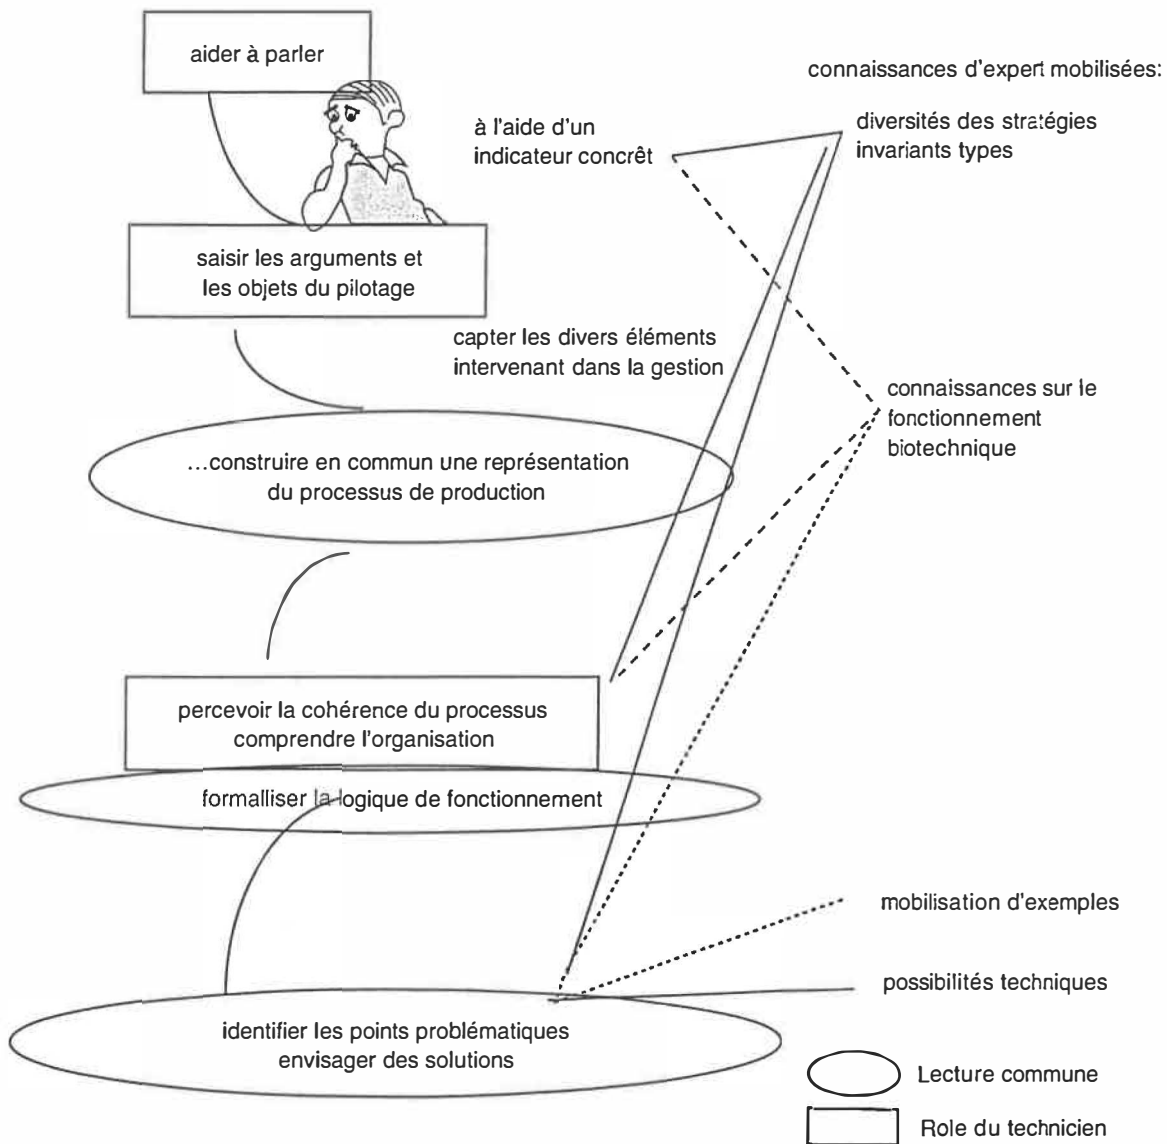 aider à parler
connaissances d'expert mobilisées:
à l'aide d'un
indicateur concrêt
diversités des stratégies
invariants types
saisir les arguments et
les objets du pilotage
capter les divers éléments
intervenant dans la gestion
connaissances sur le
fonctionnement
biotechnique
...construire en commun une représentation
du processus de production
percevoir la cohérence du processus
comprendre l'organisation
formalliser la logique de fonctionnement
mobilisation d'exemples
possibilités techniques
identifier les points problématiques
envisager des solutions
Lecture commune
Role du technicien